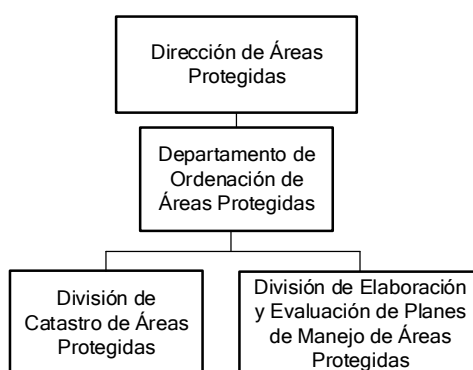 Dirección de Áreas
Protegidas
Departamento de
Ordenación de
Áreas Protegidas
División de
Catastro de Áreas
Protegidas
División de Elaboración
y Evaluación de Planes
de Manejo de Áreas
Protegidas